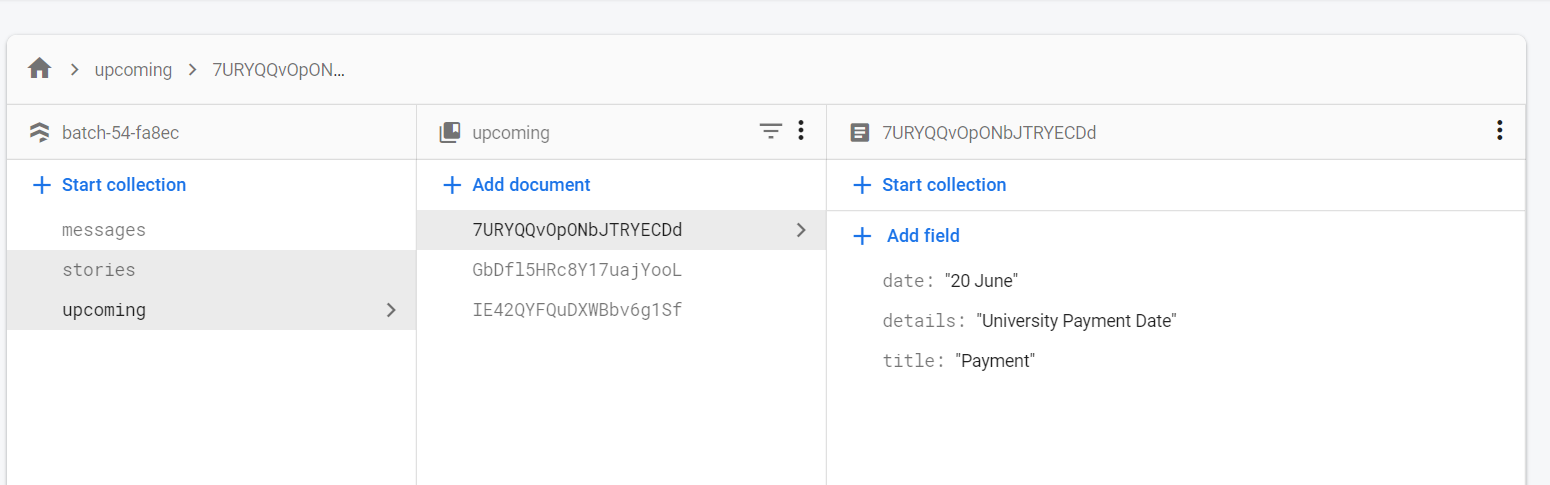 upcoming 7URYQQvOpON...
batch-54-fa8ec
Start collection
messages
stories
upcoming
upcoming
Add document
7URYQQvOpONbJTRYECDd
GbDfl5HRc8Y17uajYooL
IE42QYFQuDXWBbv6g1Sf
7URYQQvOpONbJTRYECDd
Start collection
Add field
date: "20 June"
details: "University Payment Date"
title: "Payment"